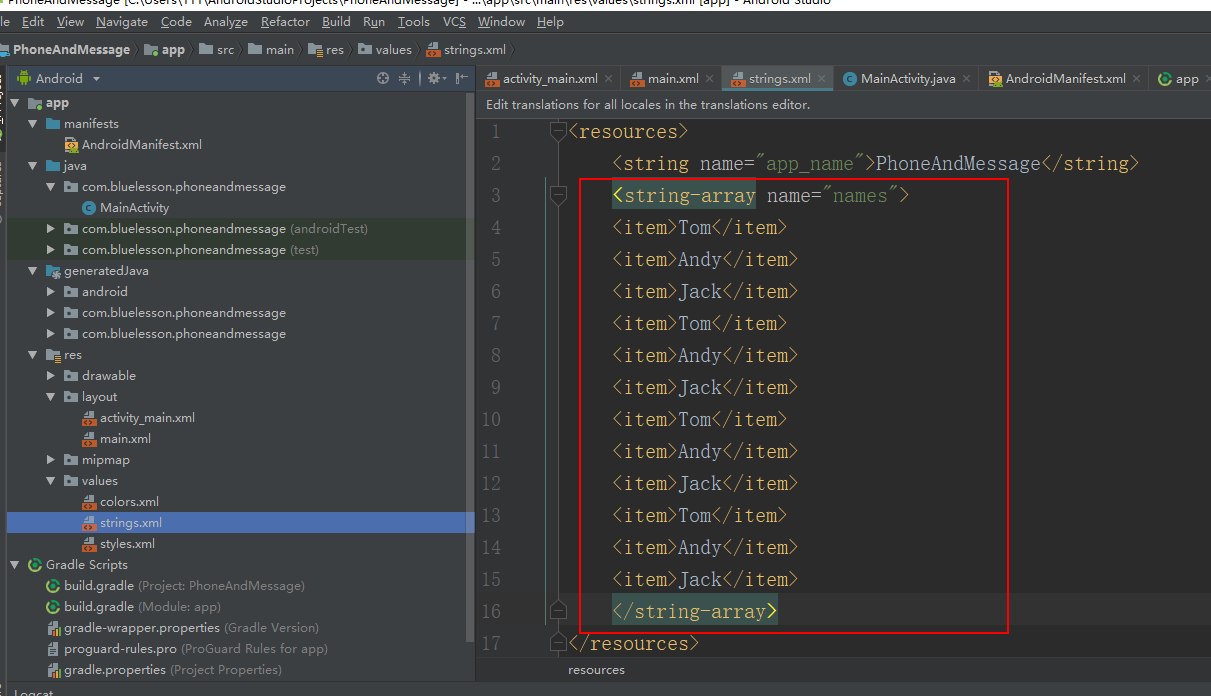 PhoneAndMessage [C:\Users\111\AndroidStudioProjects\PhoneAndMessage] - ...\app\src\main\res\values\strings.xml [app] - Android Studio
Edit View Navigate Code Analyze Refactor Build Run Tools VCS Window Help
PhoneAndMessage app src main res values strings.xml
Android
activity_main.xml main.xml strings.xml MainActivity.java AndroidManifest.xml app
Edit translations for all locales in the translations editor.
app
manifests
AndroidManifest.xml
java
com.bluelesson.phoneandmessage
MainActivity
com.bluelesson.phoneandmessage (androidTest)
com.bluelesson.phoneandmessage (test)
generatedJava
android
com.bluelesson.phoneandmessage
com.bluelesson.phoneandmessage
res
drawable
layout
activity_main.xml
main.xml
mipmap
values
colors.xml
strings.xml
styles.xml
Gradle Scripts
build.gradle (Project: PhoneAndMessage)
build.gradle (Module: app)
gradle-wrapper.properties (Gradle Version)
proguard-rules.pro (ProGuard Rules for app)
gradle.properties (Project Properties)
1 <resources>
2 <string name="app_name">PhoneAndMessage</string>
3 <string-array name="names">
4 <item>Tom</item>
5 <item>Andy</item>
6 <item>Jack</item>
7 <item>Tom</item>
8 <item>Andy</item>
9 <item>Jack</item>
10 <item>Tom</item>
11 <item>Andy</item>
12 <item>Jack</item>
13 <item>Tom</item>
14 <item>Andy</item>
15 <item>Jack</item>
16 </string-array>
17 </resources>
resources
Logcat